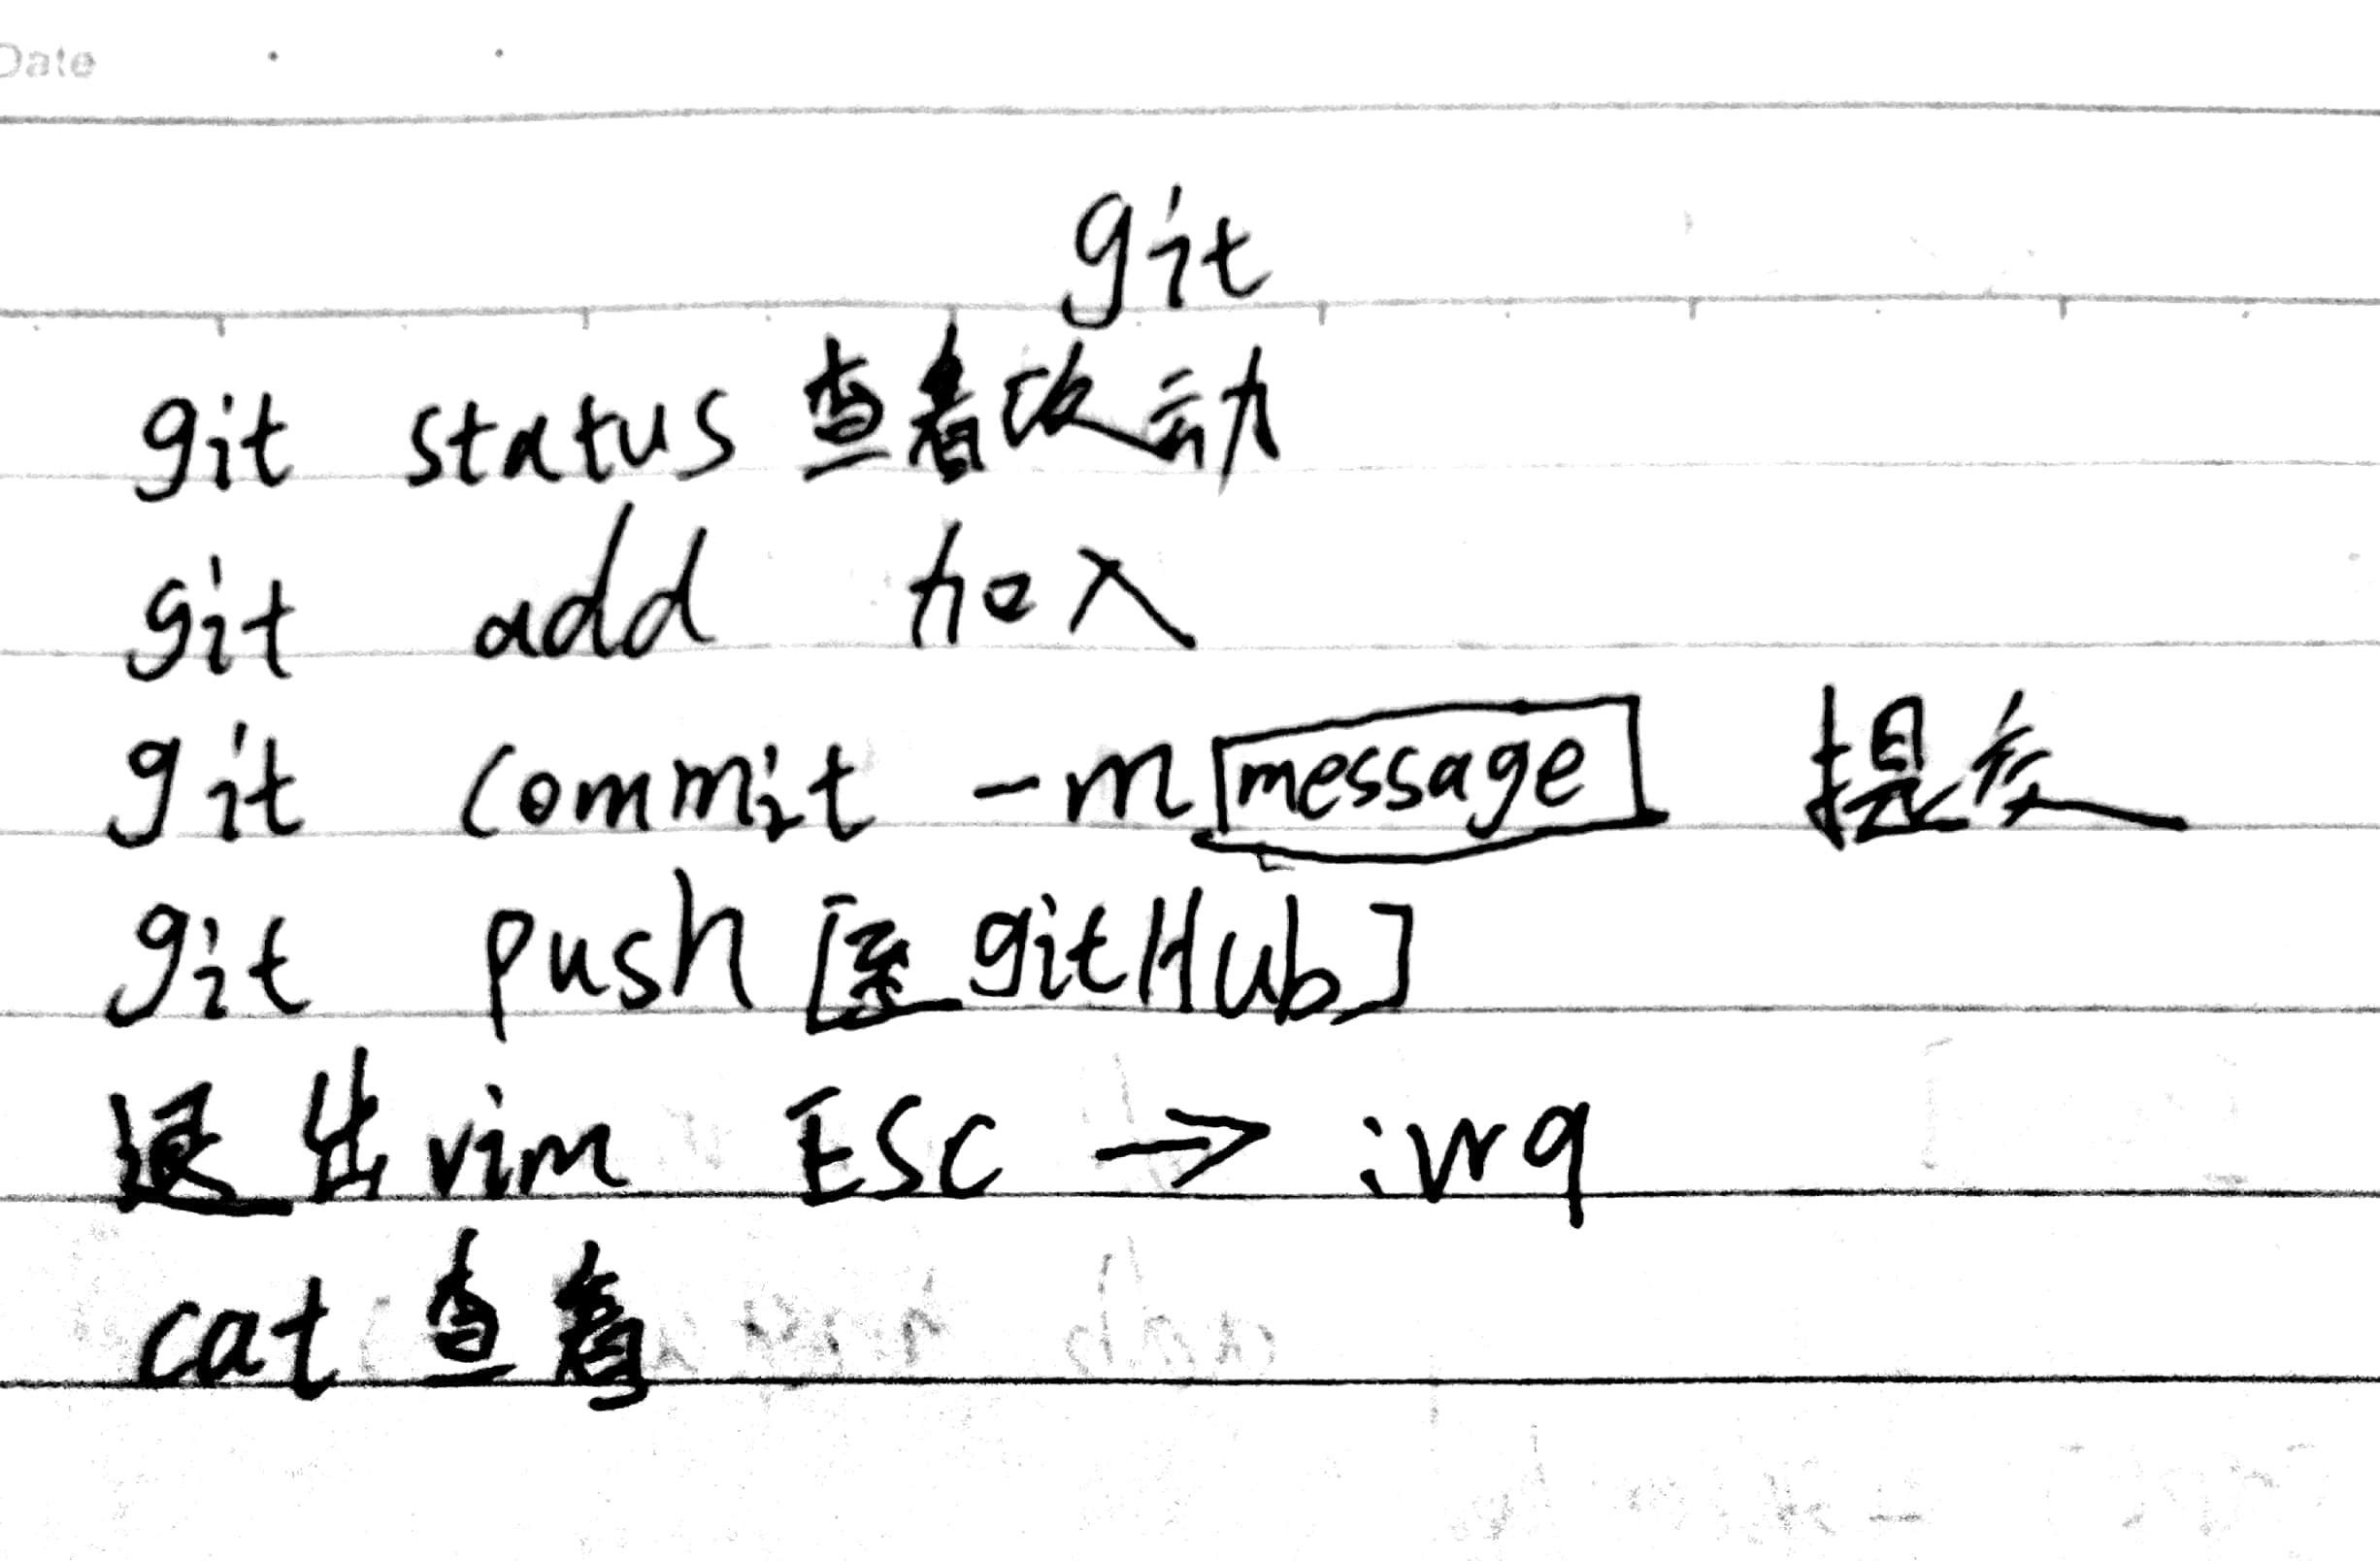 Date
git
git status 查看改动
git add 加入
git commit -m message 提交
git push [至 gitHub]
退出vim ESC → :wq
cat 查看